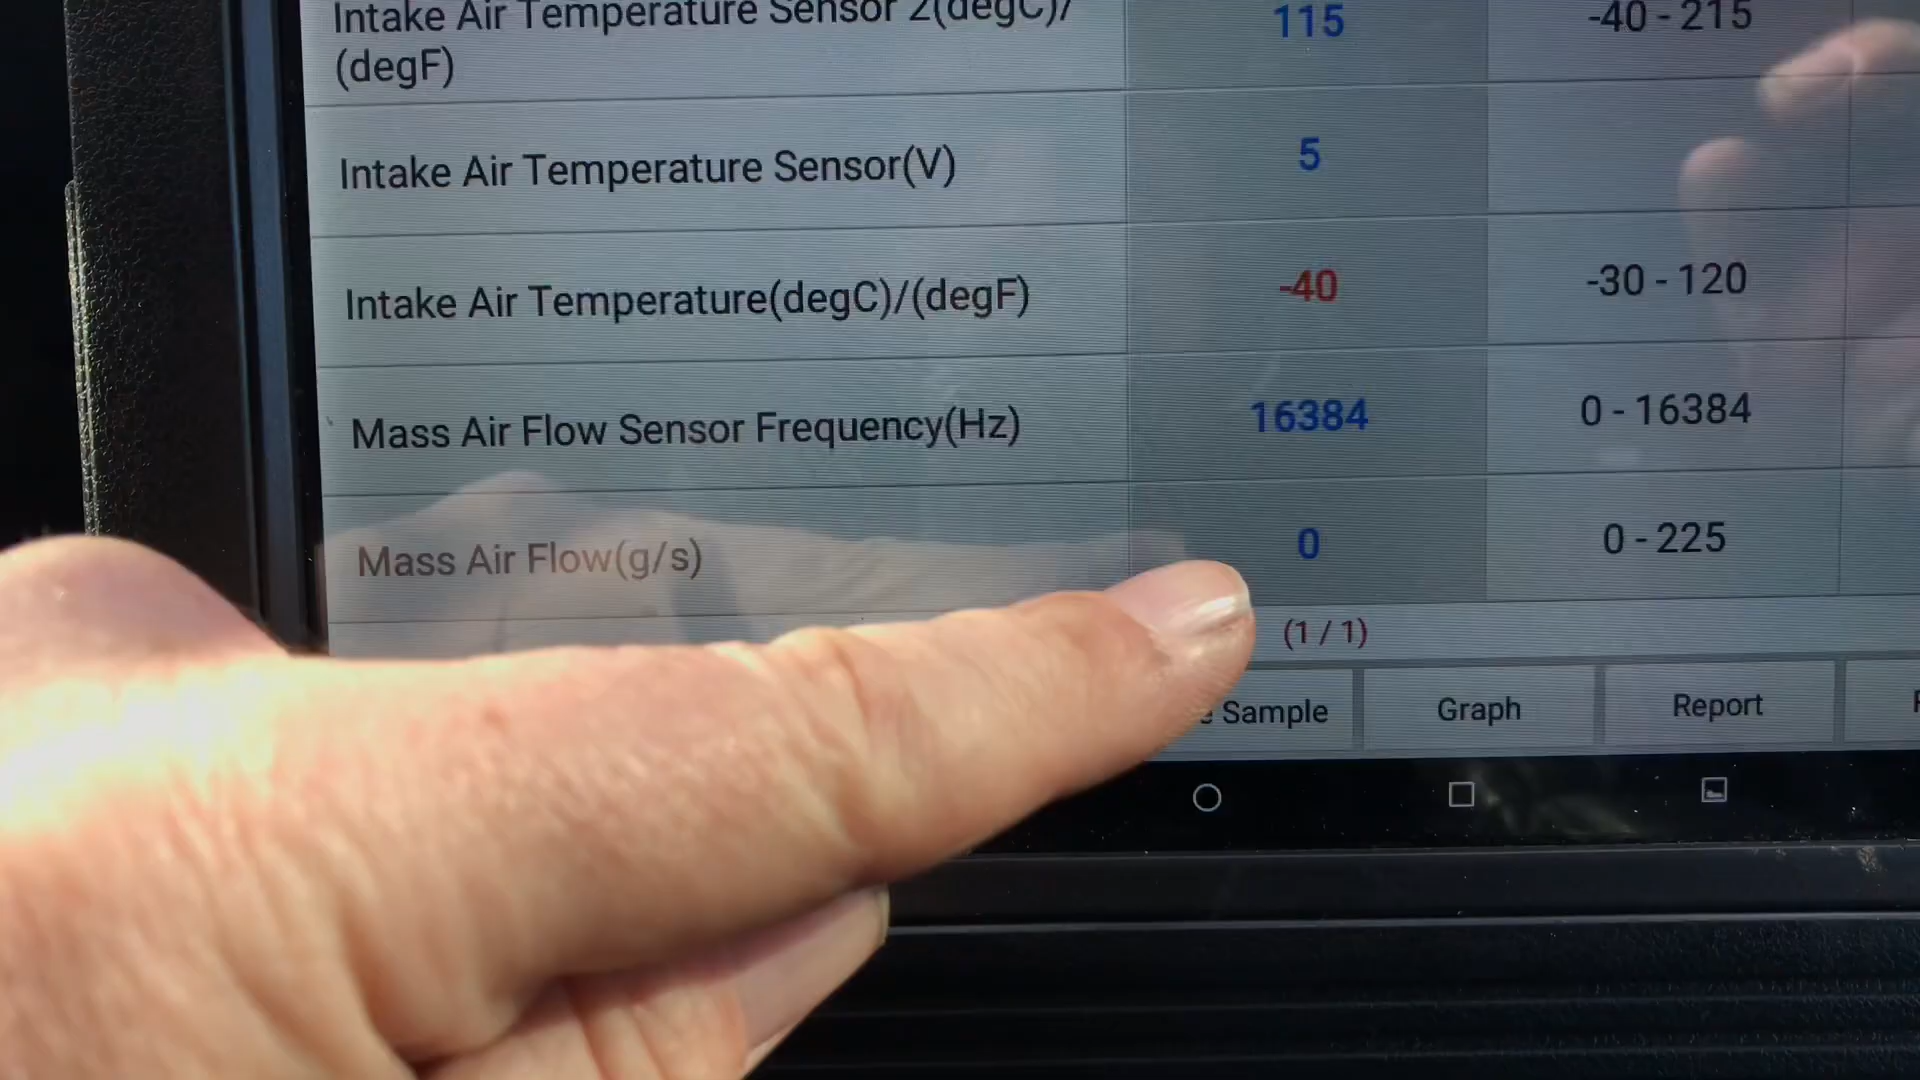 Intake Air Temperature Sensor 2(degC)/
(degF)
115
-40 - 215
Intake Air Temperature Sensor(V)
5
Intake Air Temperature(degC)/(degF)
-40
-30 - 120
Mass Air Flow Sensor Frequency(Hz)
16384
0 - 16384
Mass Air Flow(g/s)
0
0 - 225
(1 / 1)
Sample
Graph
Report